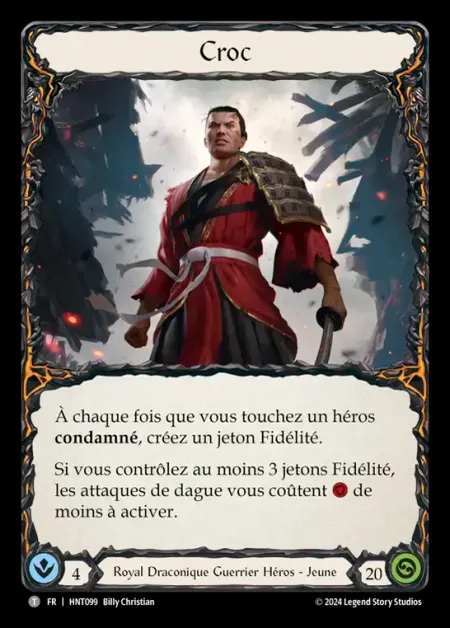 Croc
À chaque fois que vous touchez un héros
condamné, créez un jeton Fidélité.
Si vous contrôlez au moins 3 jetons Fidélité,
les attaques de dague vous coûtent de
moins à activer.
4
Royal Draconique Guerrier Héros - Jeune
20
T FR | HNT099 Billy Christian
© 2024 Legend Story Studios